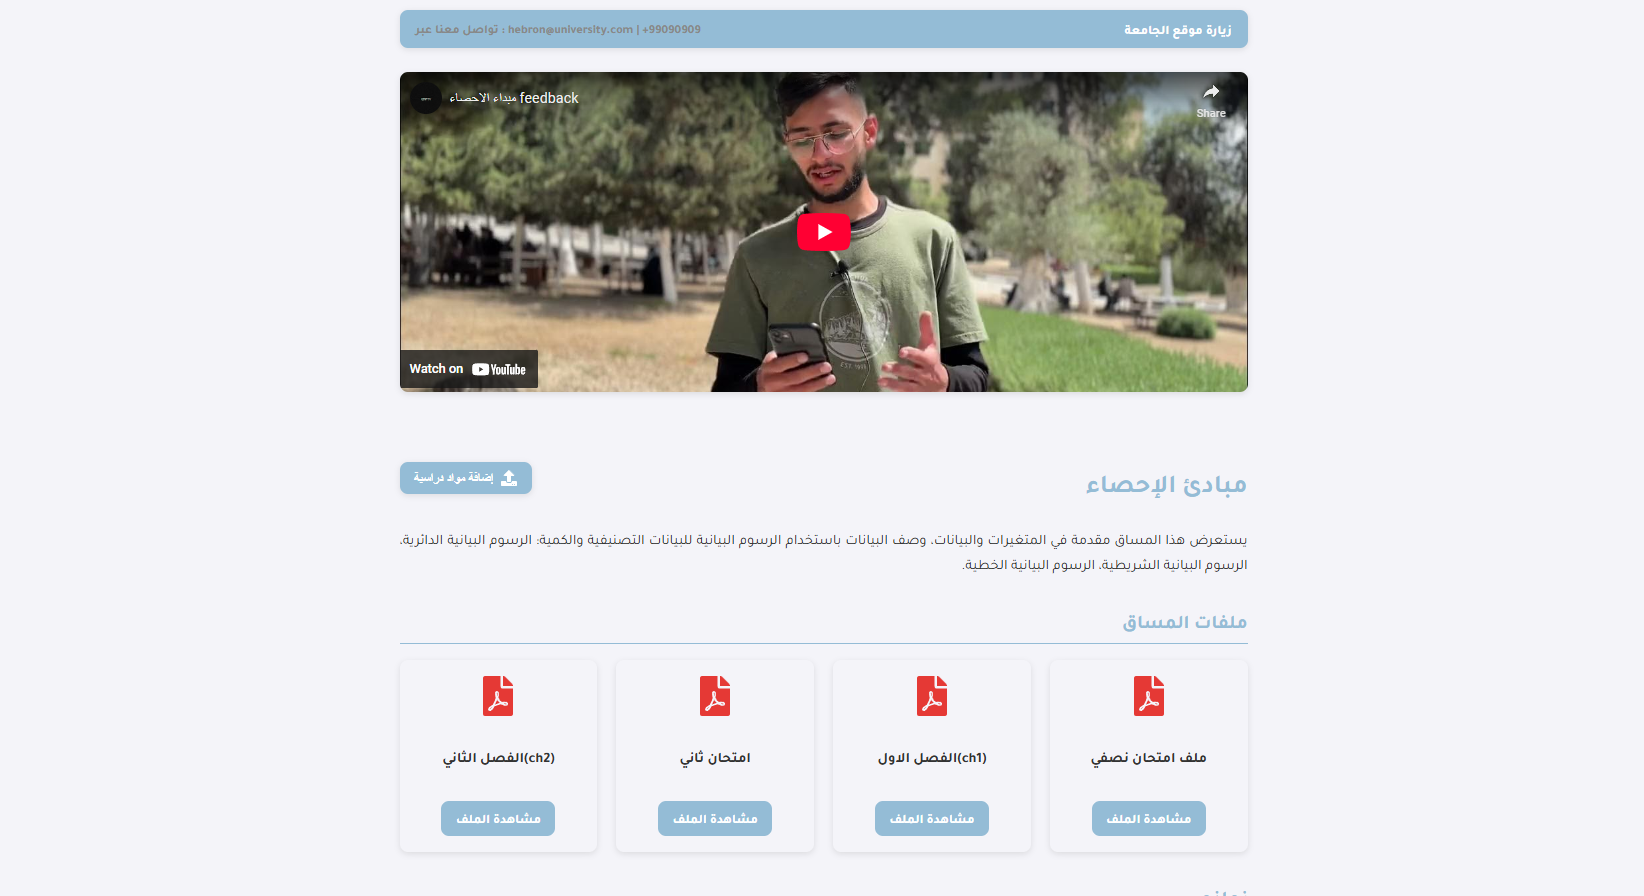 زيارة موقع الجامعة
تواصل معنا عبر : hebron@university.com | +99090909
مبداء الاحصاء feedback
Share
Watch on YouTube
مبادئ الإحصاء
إضافة مواد دراسية
يستعرض هذا المساق مقدمة في المتغيرات والبيانات، وصف البيانات باستخدام الرسوم البيانية للبيانات التصنيفية والكمية: الرسوم البيانية الدائرية،
الرسوم البيانية الشريطية، الرسوم البيانية الخطية.
ملفات المساق
ملف امتحان نصفي
مشاهدة الملف
الفصل الاول(ch1)
مشاهدة الملف
امتحان ثاني
مشاهدة الملف
الفصل الثاني(ch2)
مشاهدة الملف